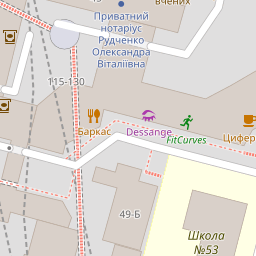 вчених
Приватний
нотаріус
Рудченко
Олександра
Віталіївна
115-130
Баркас
Dessange
FitCurves
Цифер
49-Б
Школа
№53